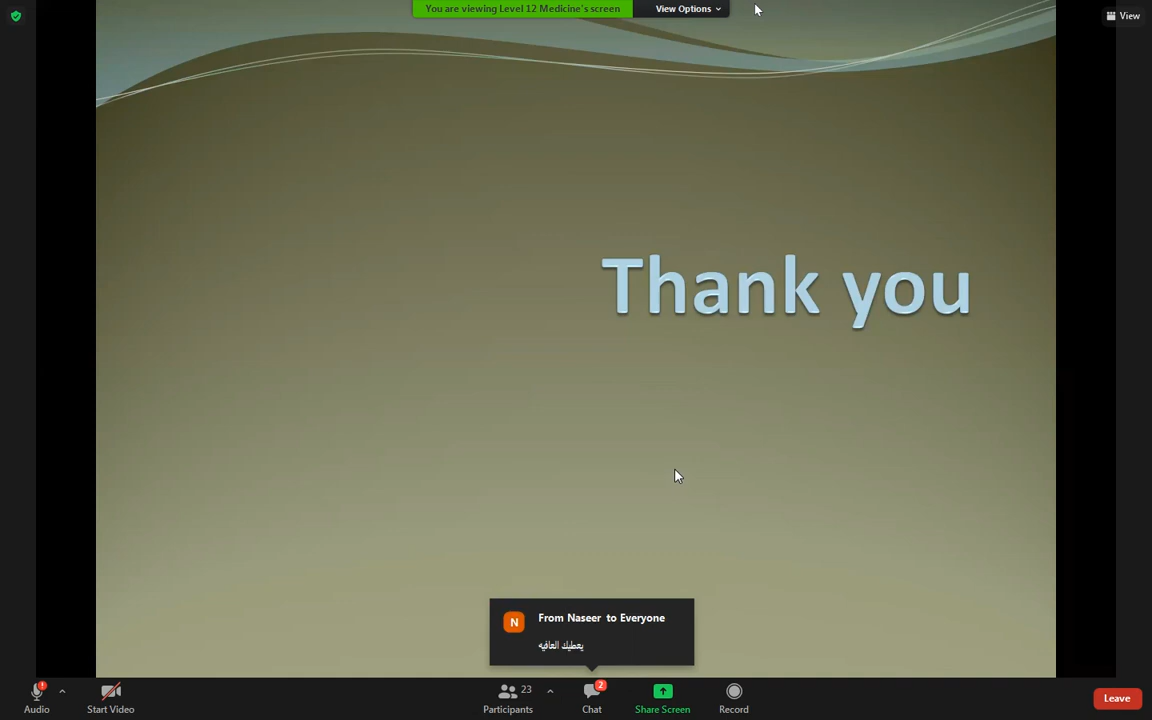 You are viewing Level 12 Medicine's screen
View Options
View
Thank you
N
From Naseer to Everyone
يعطيك العافيه
Audio
Start Video
23
Participants
2
Chat
Share Screen
Record
Leave